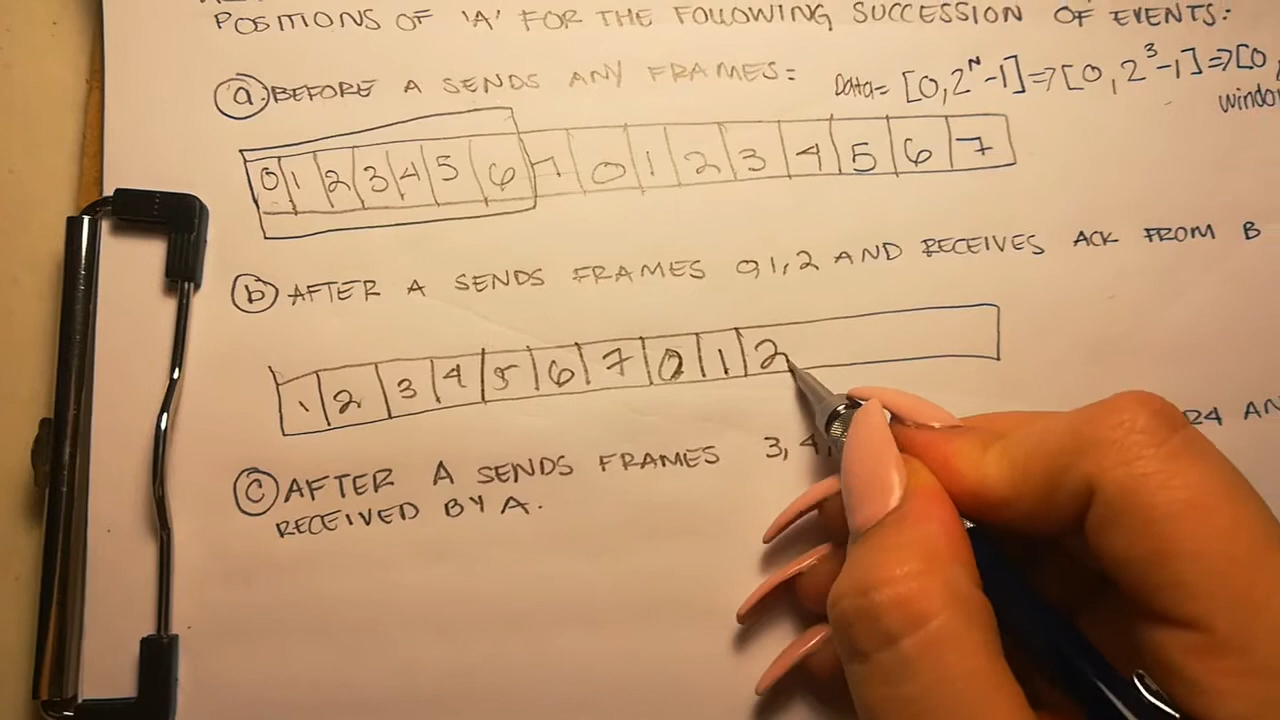 POSITIONS OF 'A' FOR THE FOLLOWING SUCCESSION OF EVENTS:
ⓐ BEFORE A SENDS ANY FRAMES: Data= [0, 2^N-1] ⇒ [0, 2^3-1] ⇒ [0,
windo
0 1 2 3 4 5 6 7 0 1 2 3 4 5 6 7
ⓑ AFTER A SENDS FRAMES 0,1,2 AND RECEIVES ACK FROM B
1 2 3 4 5 6 7 0 1 2
ⓒ AFTER A SENDS FRAMES 3, 4, AN
RECEIVED BY A.